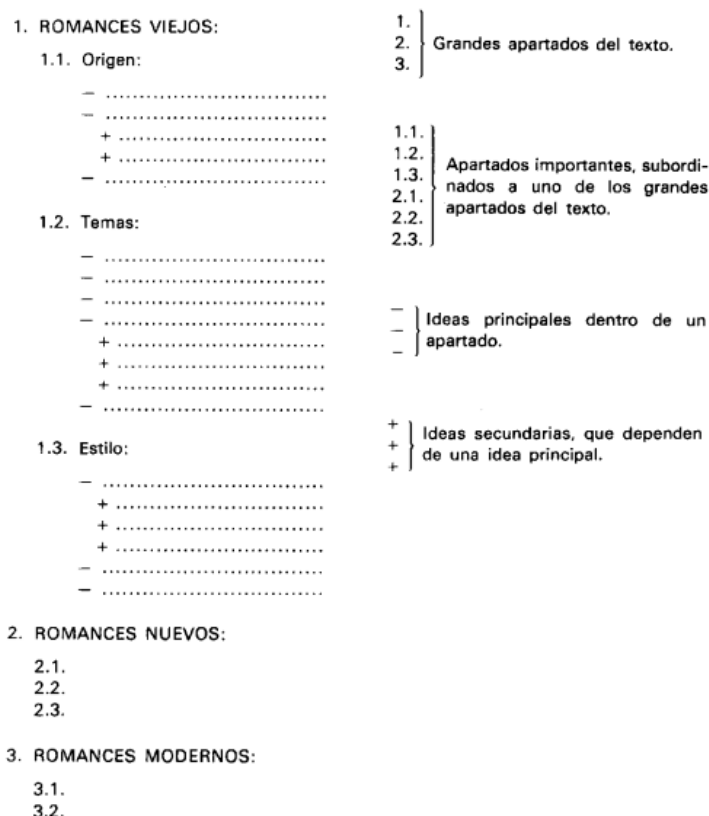 1. ROMANCES VIEJOS:
1.1. Origen:
— .................................
— .................................
+ ...............................
+ ...............................
— .................................
1.2. Temas:
— .................................
— .................................
— .................................
— .................................
+ ...............................
+ ...............................
+ ...............................
— .................................
1.3. Estilo:
— .................................
+ ...............................
+ ...............................
+ ...............................
— .................................
— .................................
2. ROMANCES NUEVOS:
2.1.
2.2.
2.3.
3. ROMANCES MODERNOS:
3.1.
3.2.
1.
2. Grandes apartados del texto.
3.
1.1.
1.2.
1.3. Apartados importantes, subordi-
2.1. nados a uno de los grandes
2.2. apartados del texto.
2.3.
— Ideas principales dentro de un
— apartado.
—
+ Ideas secundarias, que dependen
+ de una idea principal.
+